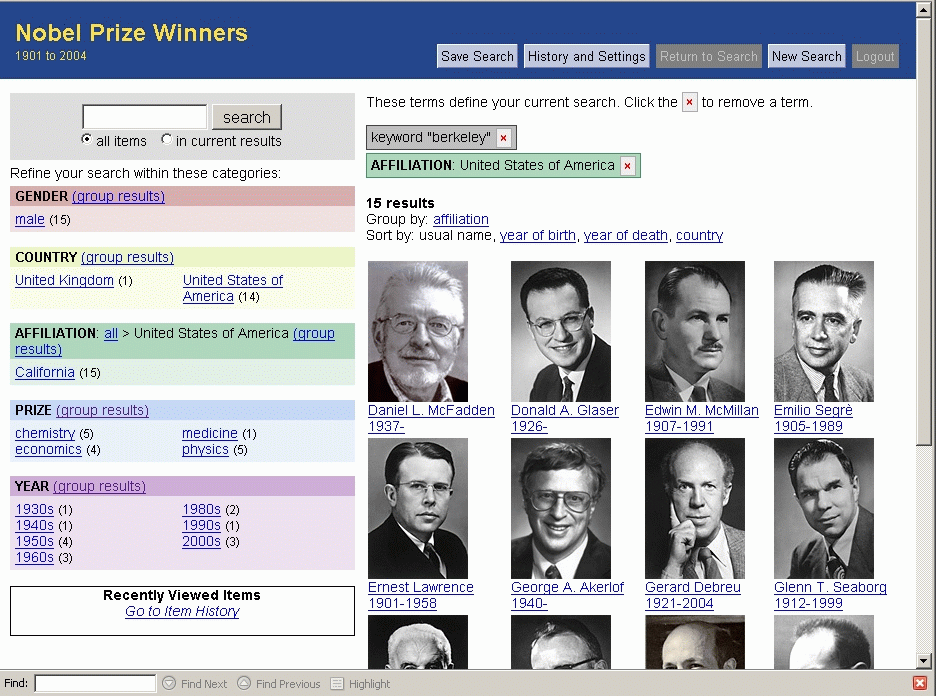 Nobel Prize Winners
1901 to 2004
Save Search History and Settings Return to Search New Search Logout
search
all items in current results
Refine your search within these categories:
GENDER (group results)
male (15)
COUNTRY (group results)
United Kingdom (1) United States of
America (14)
AFFILIATION: all > United States of America (group
results)
California (15)
PRIZE (group results)
chemistry (5) medicine (1)
economics (4) physics (5)
YEAR (group results)
1930s (1) 1980s (2)
1940s (1) 1990s (1)
1950s (4) 2000s (3)
1960s (3)
Recently Viewed Items
Go to Item History
These terms define your current search. Click the × to remove a term.
keyword "berkeley" ×
AFFILIATION: United States of America ×
15 results
Group by: affiliation
Sort by: usual name, year of birth, year of death, country
Daniel L. McFadden Donald A. Glaser Edwin M. McMillan Emilio Segrè
1937- 1926- 1907-1991 1905-1989
Ernest Lawrence George A. Akerlof Gerard Debreu Glenn T. Seaborg
1901-1958 1940- 1921-2004 1912-1999
Find: Find Next Find Previous Highlight